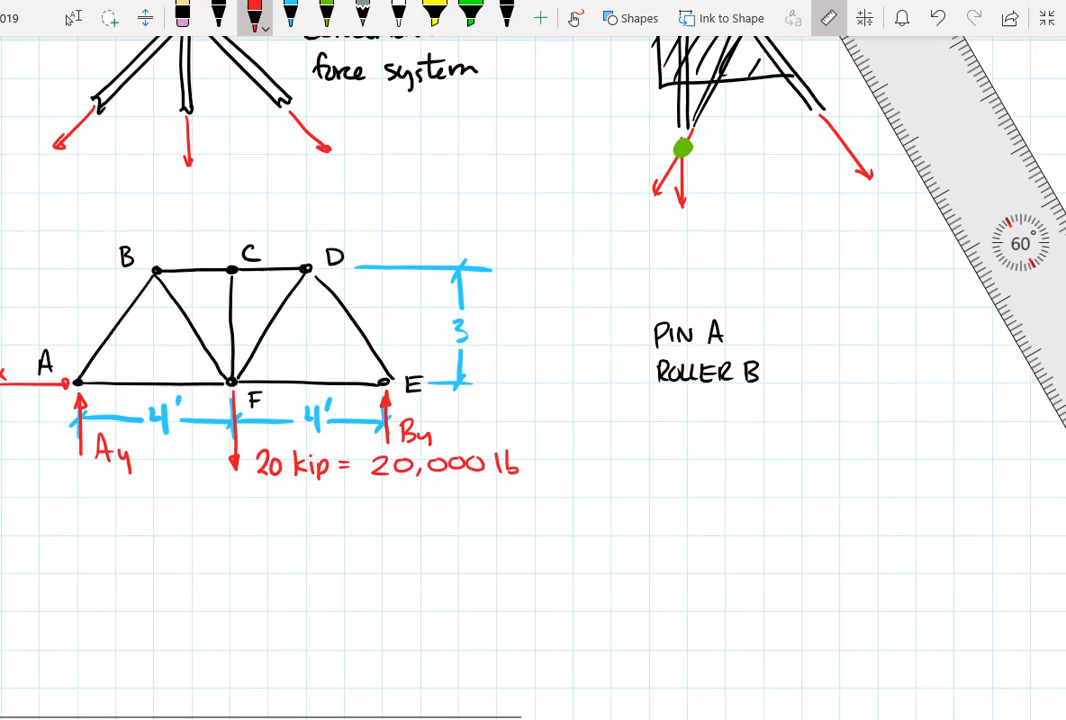 019
Shapes
Ink to Shape
force system
60°
B
C
D
3
PIN A
A
ROLLER B
x
E
F
4'
4'
Ay
By
20 kip = 20,000 lb